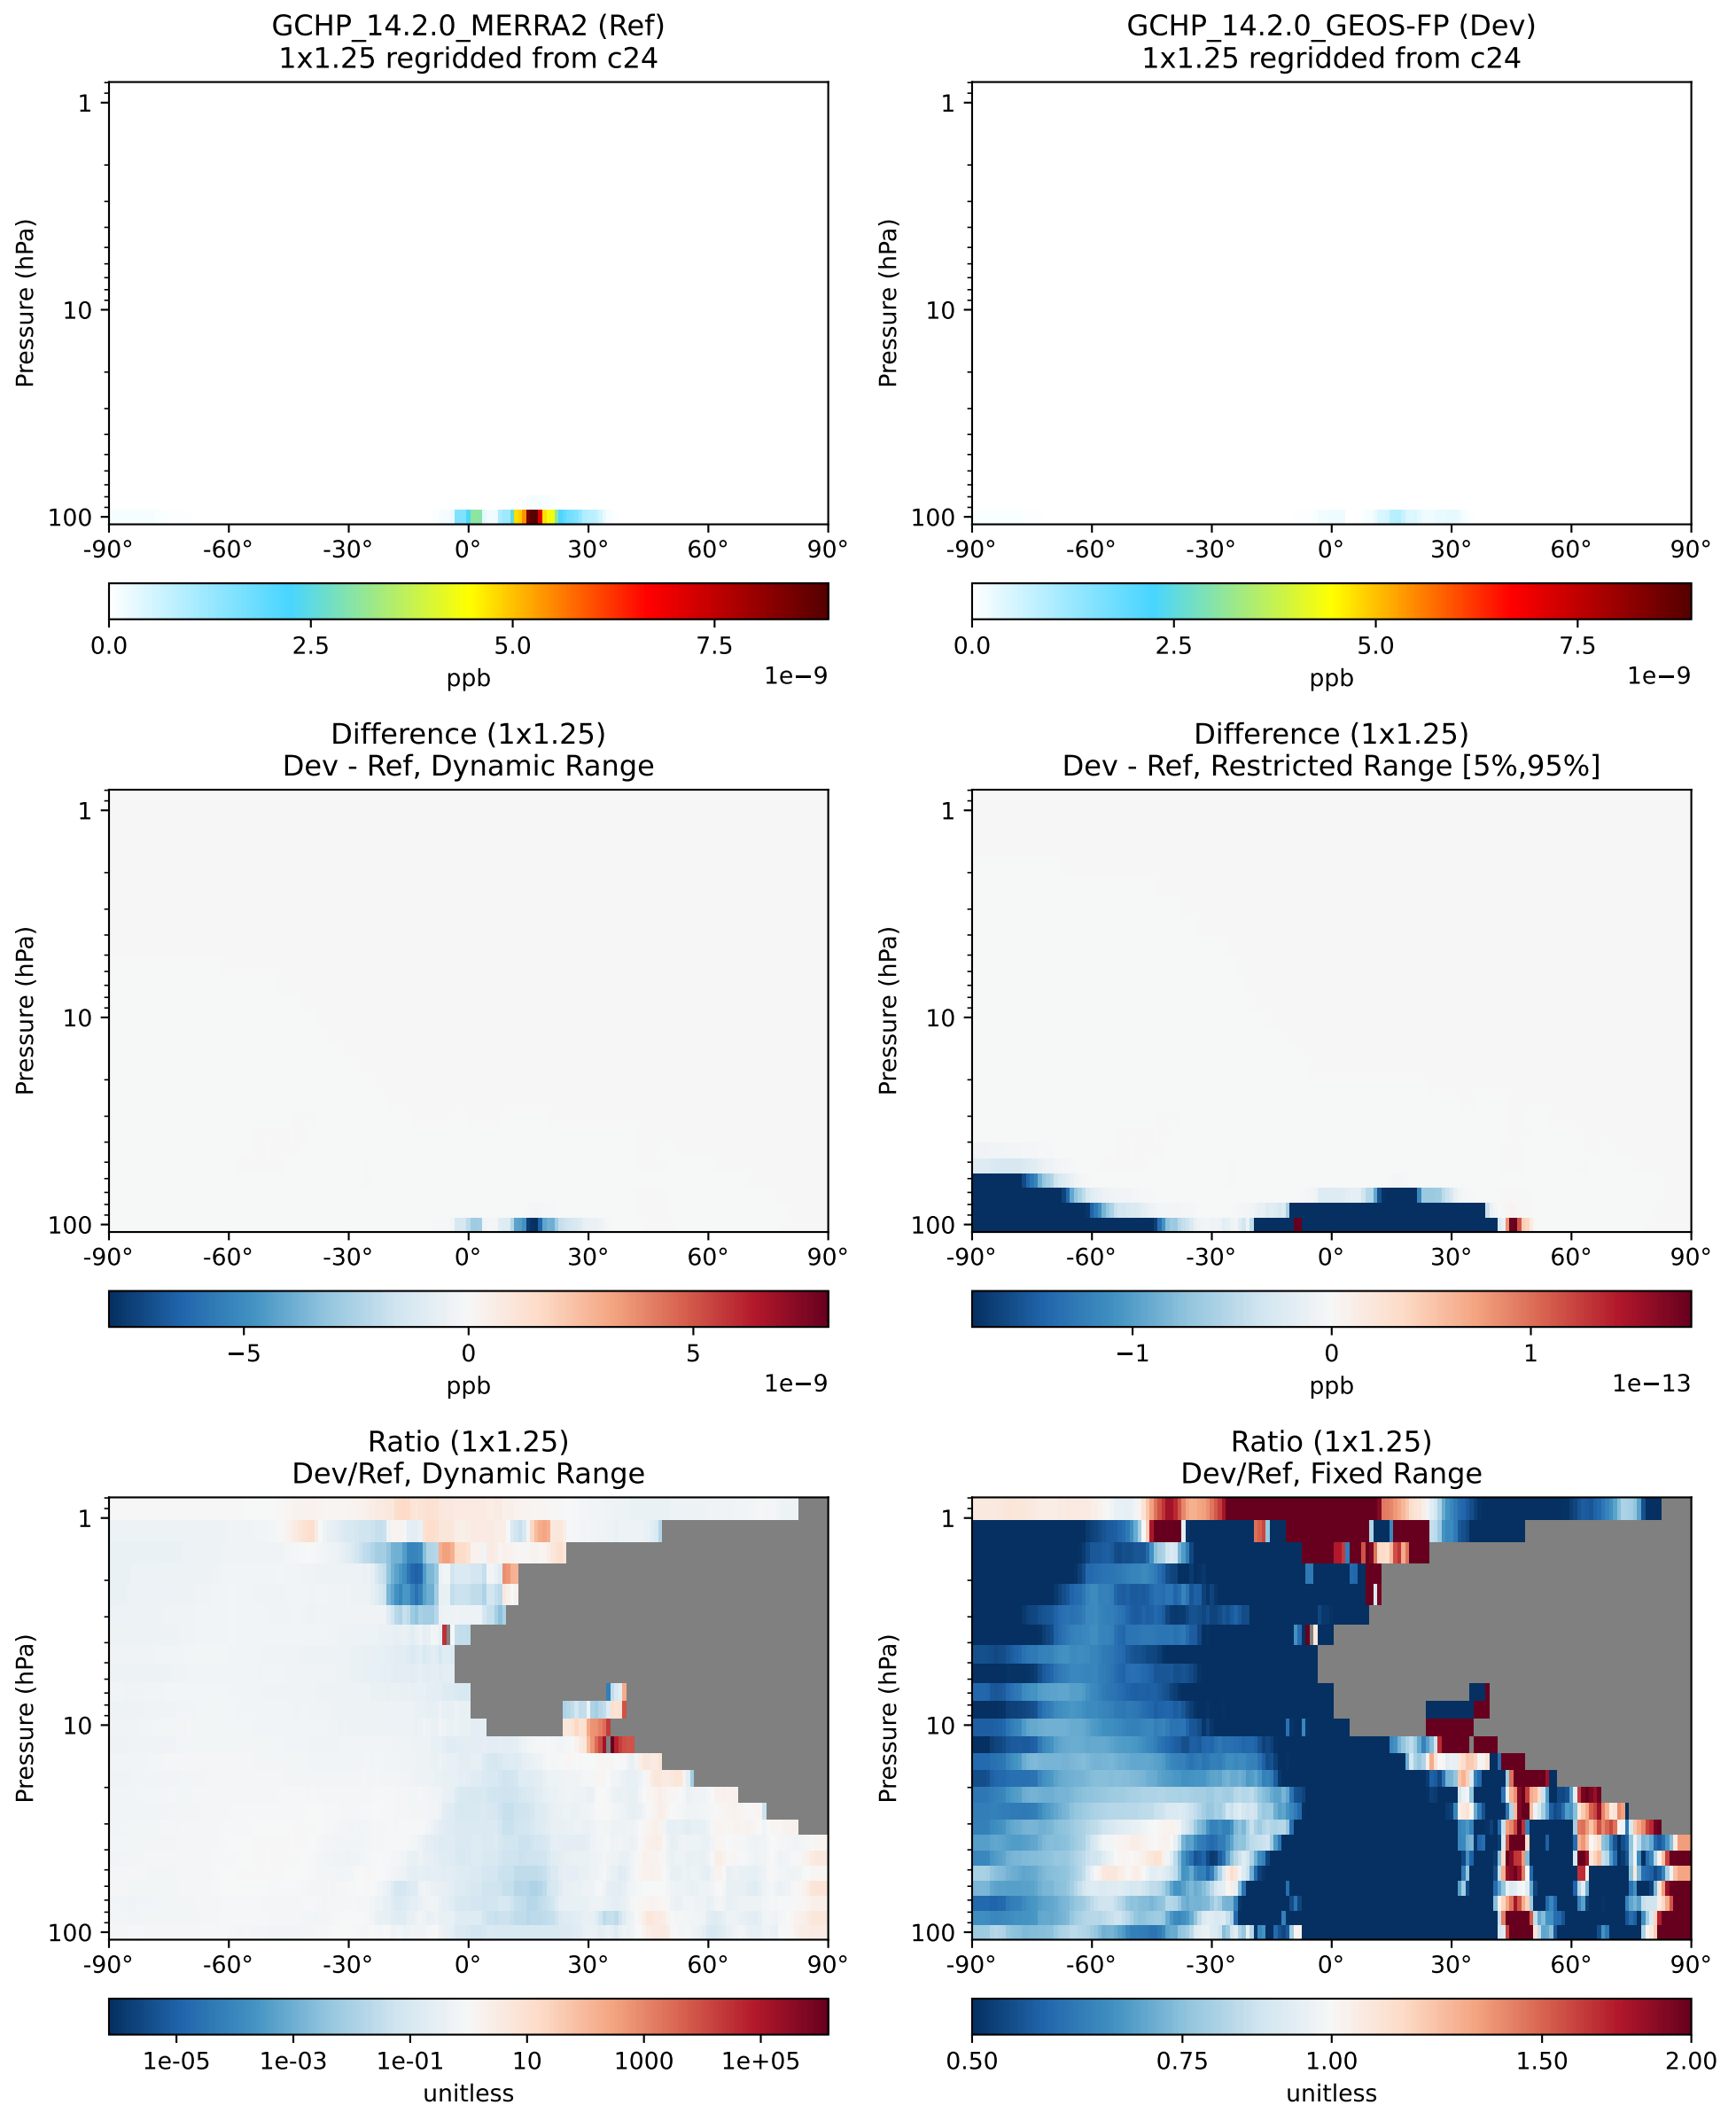 GCHP_14.2.0_MERRA2 (Ref)
1x1.25 regridded from c24
Pressure (hPa)
1
10
100
-90° -60° -30° 0° 30° 60° 90°
0.0 2.5 5.0 7.5
1e−9
ppb
GCHP_14.2.0_GEOS-FP (Dev)
1x1.25 regridded from c24
Pressure (hPa)
1
10
100
-90° -60° -30° 0° 30° 60° 90°
0.0 2.5 5.0 7.5
1e−9
ppb
Difference (1x1.25)
Dev - Ref, Dynamic Range
Pressure (hPa)
1
10
100
-90° -60° -30° 0° 30° 60° 90°
−5 0 5
1e−9
ppb
Difference (1x1.25)
Dev - Ref, Restricted Range [5%,95%]
Pressure (hPa)
1
10
100
-90° -60° -30° 0° 30° 60° 90°
−1 0 1
1e−13
ppb
Ratio (1x1.25)
Dev/Ref, Dynamic Range
Pressure (hPa)
1
10
100
-90° -60° -30° 0° 30° 60° 90°
1e-05 1e-03 1e-01 10 1000 1e+05
unitless
Ratio (1x1.25)
Dev/Ref, Fixed Range
Pressure (hPa)
1
10
100
-90° -60° -30° 0° 30° 60° 90°
0.50 0.75 1.00 1.50 2.00
unitless